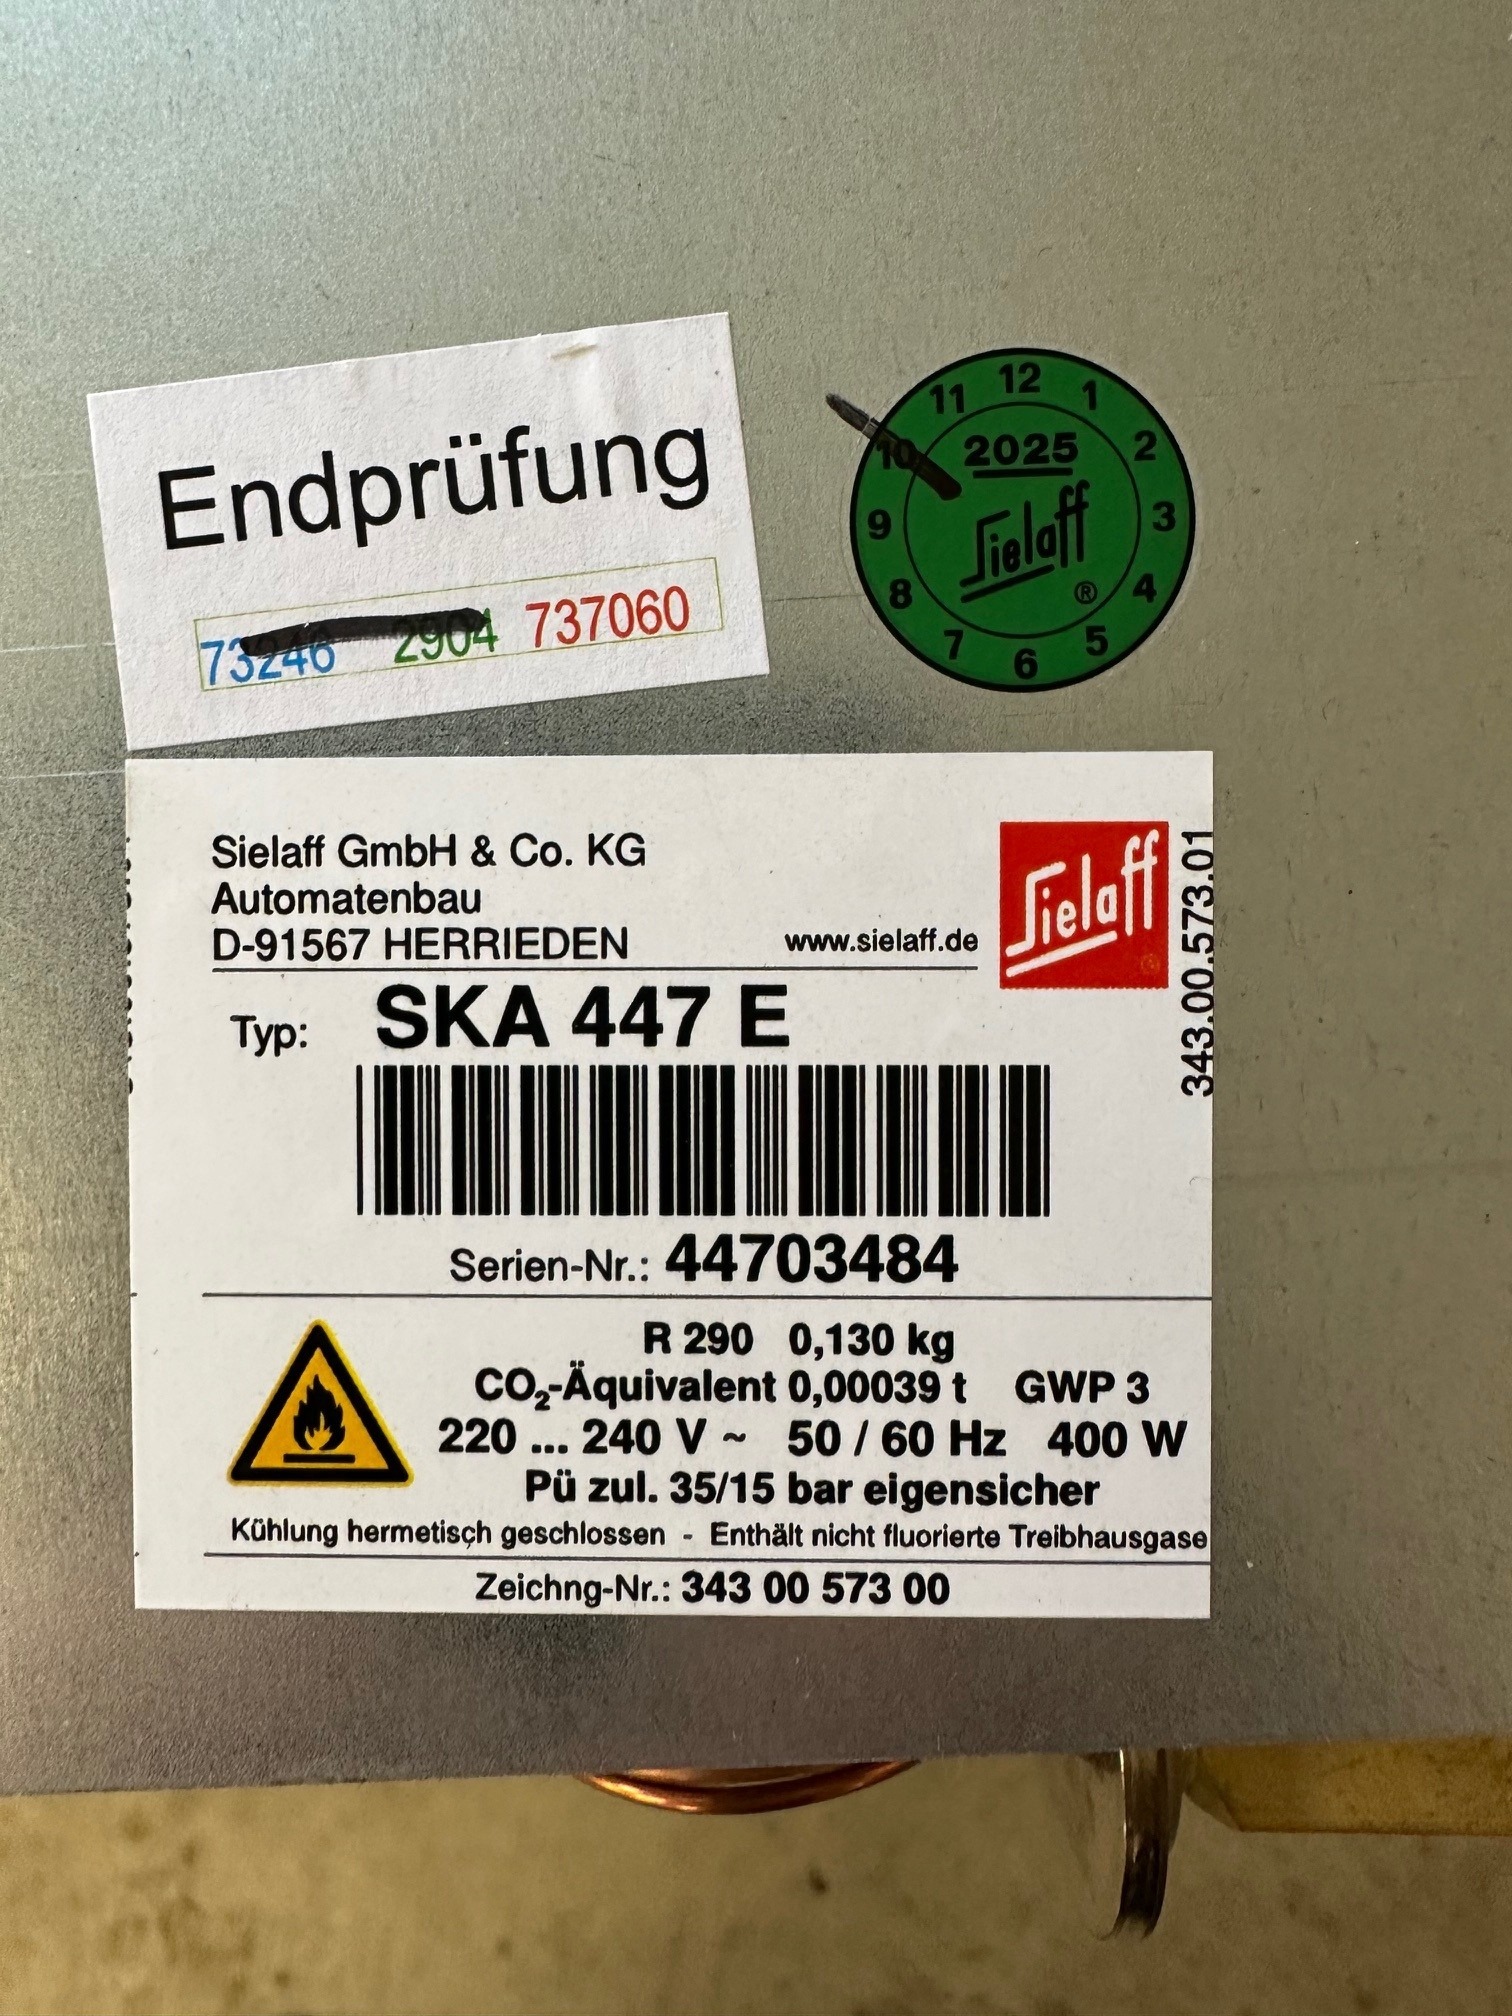 Endprüfung
73246 2904 737060
12
1
2
3
4
5
6
7
8
9
10
11
2025
Sielaff
®
Sielaff GmbH & Co. KG
Automatenbau
D-91567 HERRIEDEN www.sielaff.de
Sielaff
343.00.573.01
Typ: SKA 447 E
Serien-Nr.: 44703484
R 290 0,130 kg
CO₂-Äquivalent 0,00039 t GWP 3
220 ... 240 V ~ 50 / 60 Hz 400 W
Pü zul. 35/15 bar eigensicher
Kühlung hermetisch geschlossen - Enthält nicht fluorierte Treibhausgase
Zeichng-Nr.: 343 00 573 00